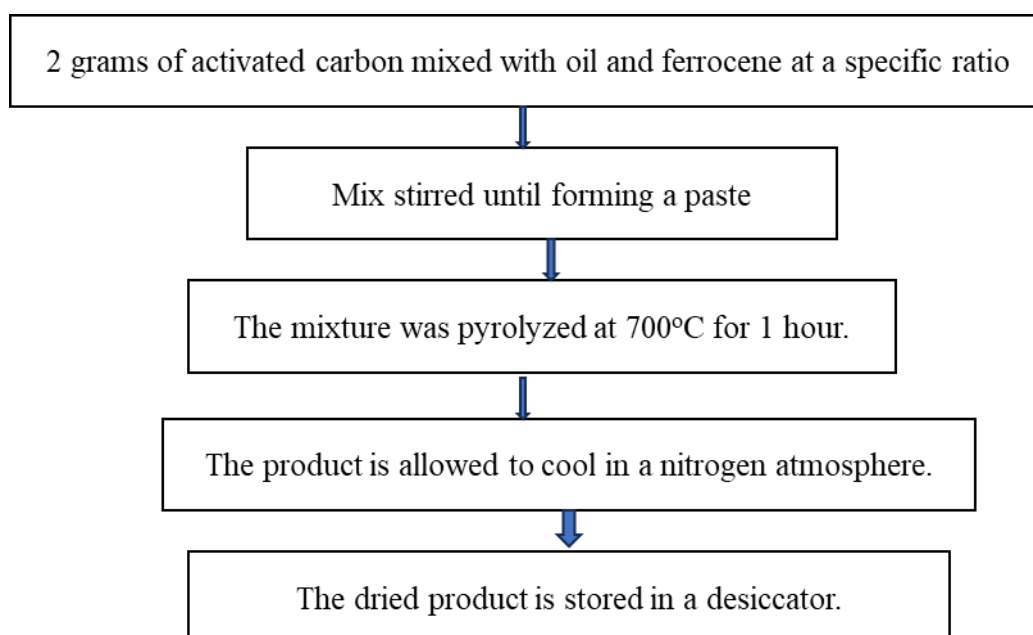 2 grams of activated carbon mixed with oil and ferrocene at a specific ratio
Mix stirred until forming a paste
The mixture was pyrolyzed at 700°C for 1 hour.
The product is allowed to cool in a nitrogen atmosphere.
The dried product is stored in a desiccator.